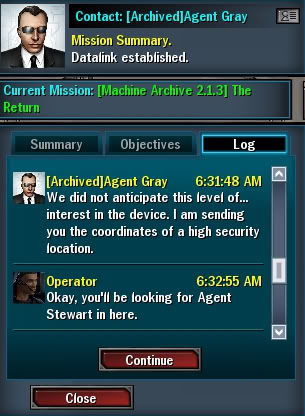 Contact: [Archived]Agent Gray
Mission Summary.
Datalink established.
Current Mission: [Machine Archive 2.1.3] The
Return
Summary Objectives Log
[Archived]Agent Gray 6:31:48 AM
We did not anticipate this level of...
interest in the device. I am sending
you the coordinates of a high security
location.
Operator 6:32:55 AM
Okay, you'll be looking for Agent
Stewart in here.
Continue
Close